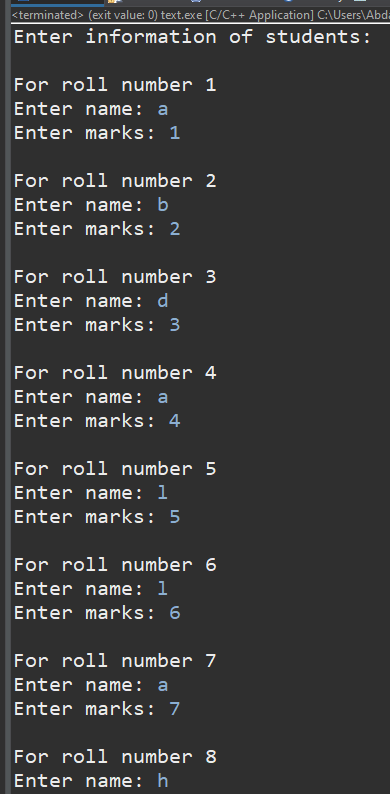 <terminated> (exit value: 0) text.exe [C/C++ Application] C:\Users\Abda
Enter information of students:
For roll number 1
Enter name: a
Enter marks: 1
For roll number 2
Enter name: b
Enter marks: 2
For roll number 3
Enter name: d
Enter marks: 3
For roll number 4
Enter name: a
Enter marks: 4
For roll number 5
Enter name: l
Enter marks: 5
For roll number 6
Enter name: l
Enter marks: 6
For roll number 7
Enter name: a
Enter marks: 7
For roll number 8
Enter name: h